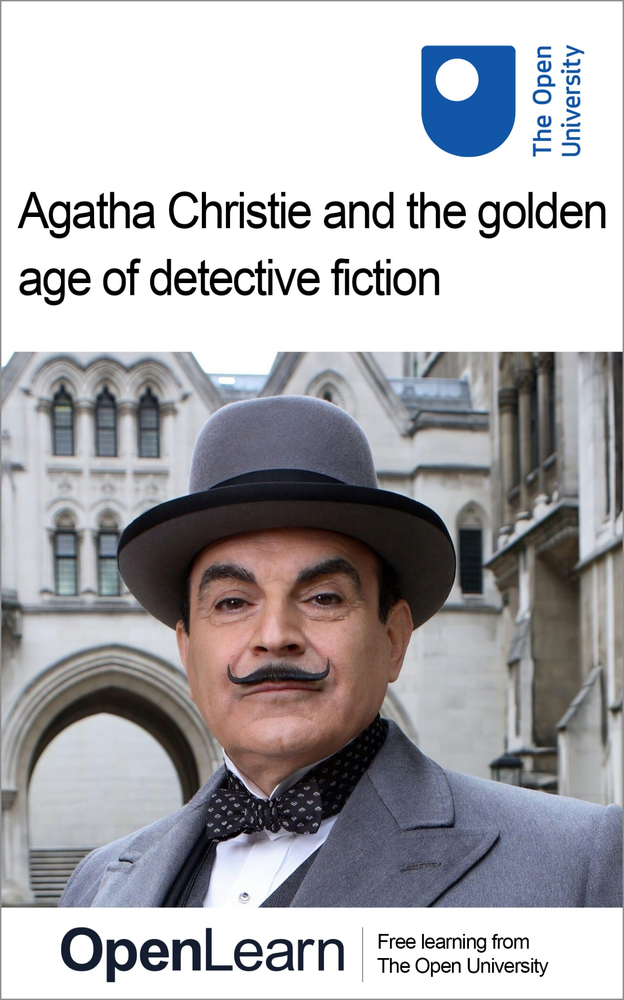 The Open
University
Agatha Christie and the golden
age of detective fiction
OpenLearn
Free learning from
The Open University